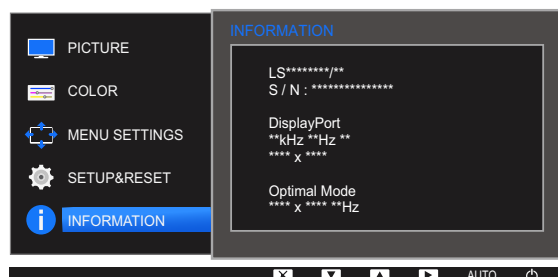 PICTURE
COLOR
MENU SETTINGS
SETUP&RESET
INFORMATION
INFORMATION
LS********/**
S / N : ***************
DisplayPort
**kHz **Hz **
**** x ****
Optimal Mode
**** x **** **Hz
AUTO